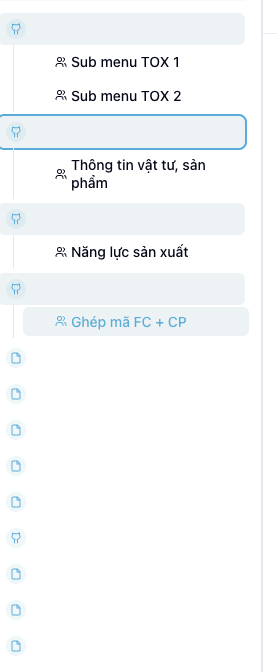 Sub menu TOX 1
Sub menu TOX 2
Thông tin vật tư, sản
phẩm
Năng lực sản xuất
Ghép mã FC + CP